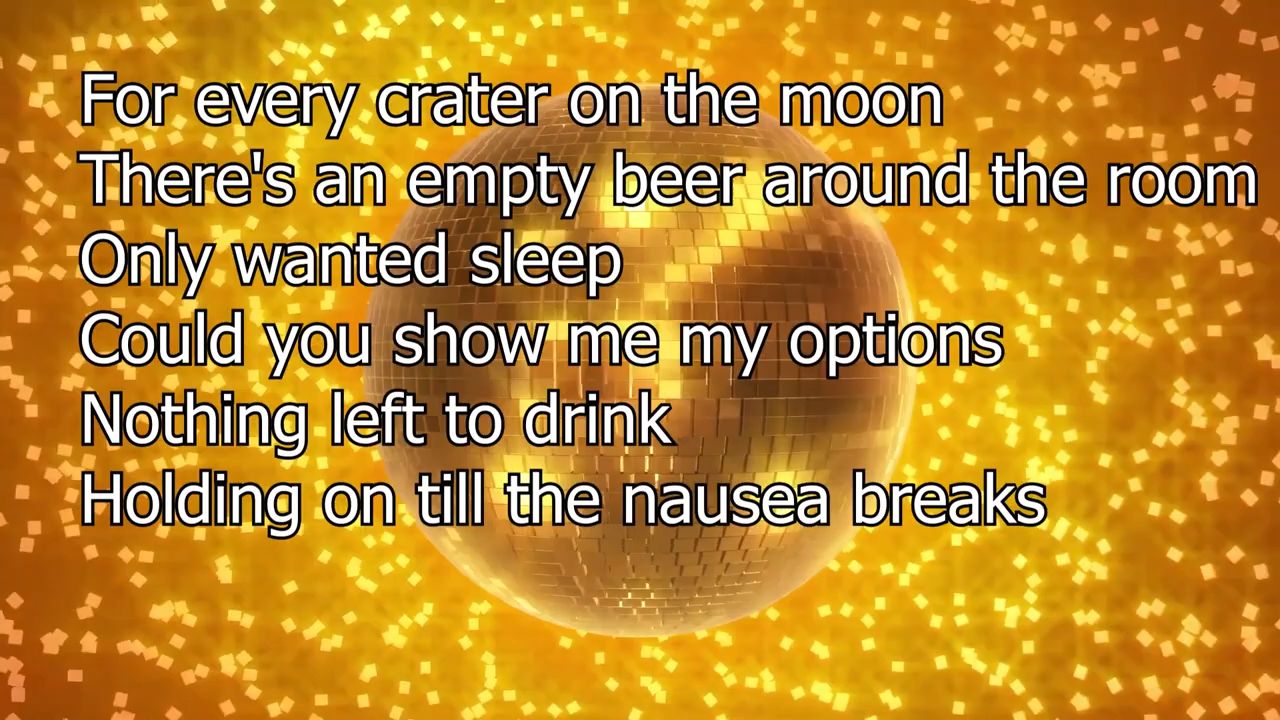 For every crater on the moon
There's an empty beer around the room
Only wanted sleep
Could you show me my options
Nothing left to drink
Holding on till the nausea breaks